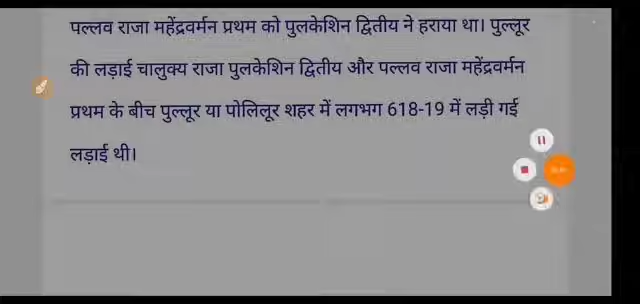 पल्लव राजा महेंद्रवर्मन प्रथम को पुलकेशिन द्वितीय ने हराया था। पुल्लूर
की लड़ाई चालुक्य राजा पुलकेशिन द्वितीय और पल्लव राजा महेंद्रवर्मन
प्रथम के बीच पुल्लूर या पोलिलूर शहर में लगभग 618-19 में लड़ी गई
लड़ाई थी।